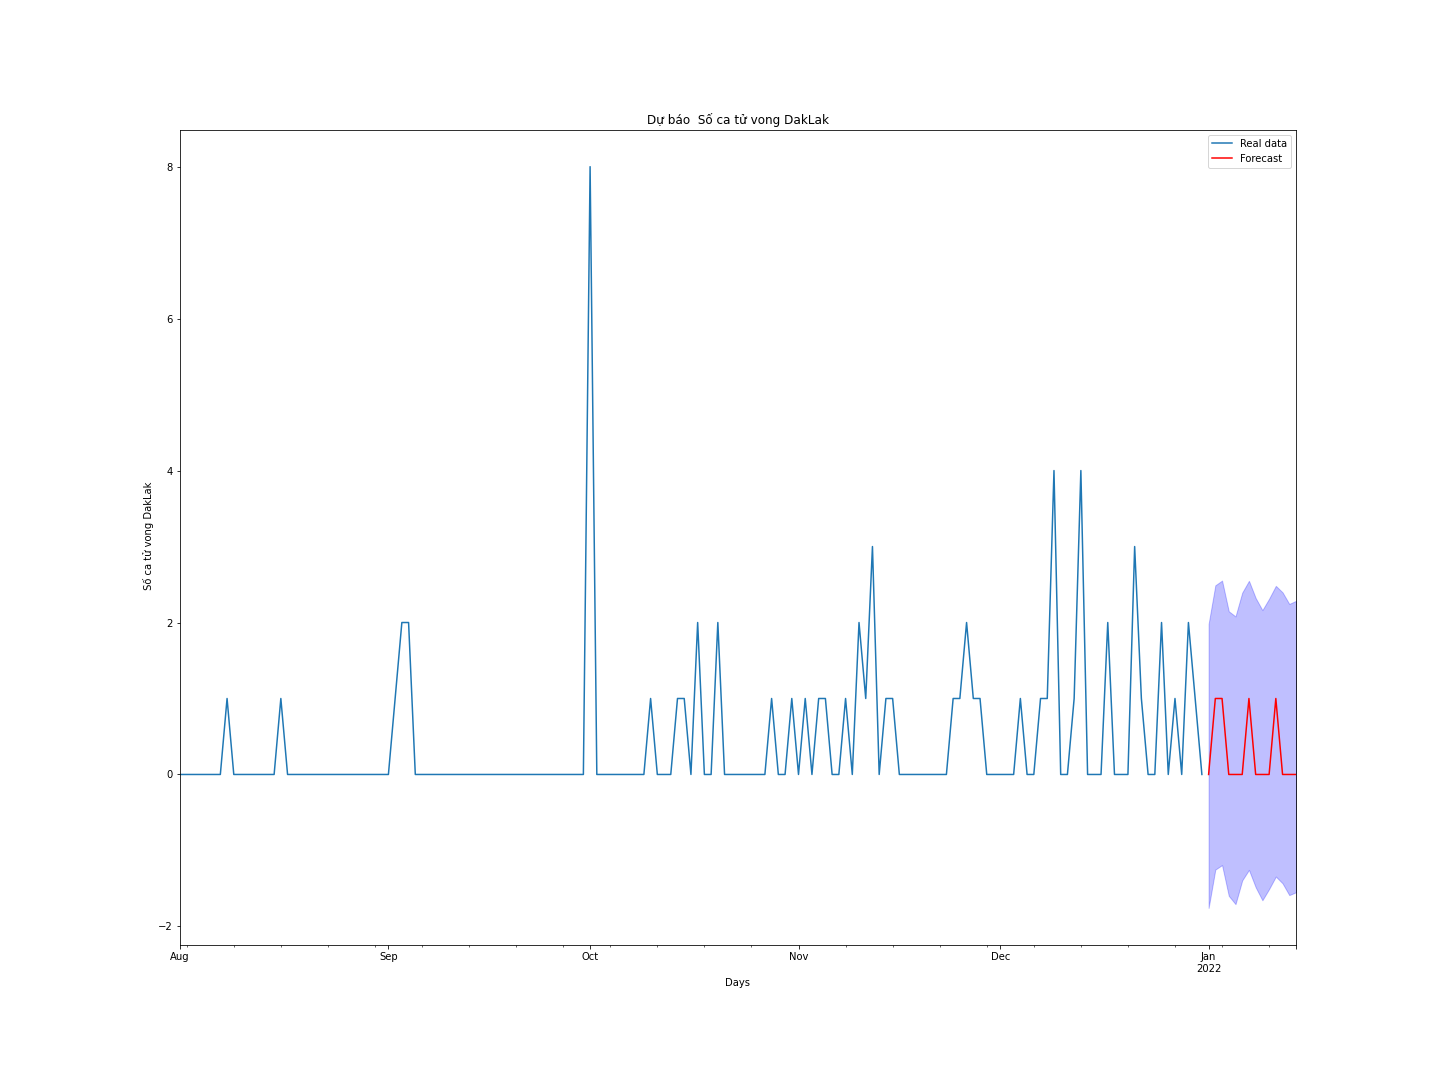 Dự báo  Số ca tử vong DakLak
Real data
Forecast
8
6
4
2
0
−2
Số ca tử vong DakLak
Aug
Sep
Oct
Nov
Dec
Jan
2022
Days